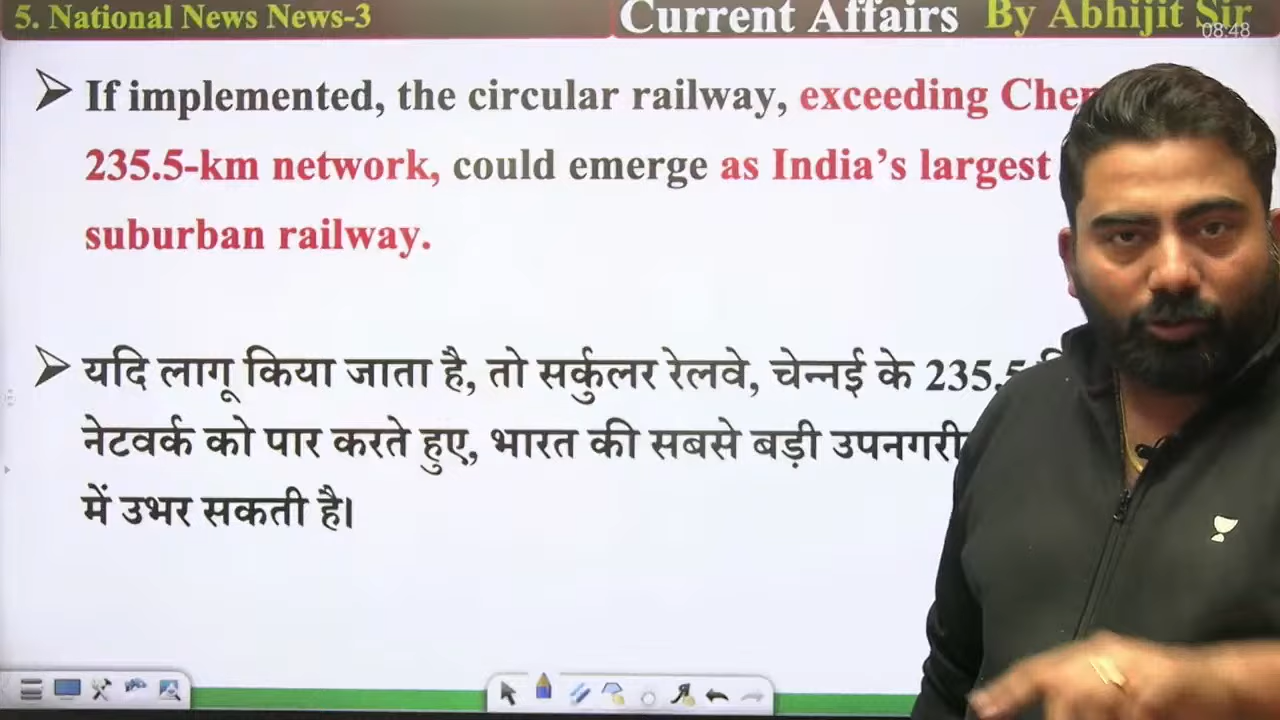 5. National News News-3
Current Affairs By Abhijit Sir
08:48
If implemented, the circular railway, exceeding
235.5-km network, could emerge as India's largest
suburban railway.
यदि लागू किया जाता है, तो सर्कुलर रेलवे, चेन्नई के 235.5
नेटवर्क को पार करते हुए, भारत की सबसे बड़ी उपनगरी
में उभर सकती है।